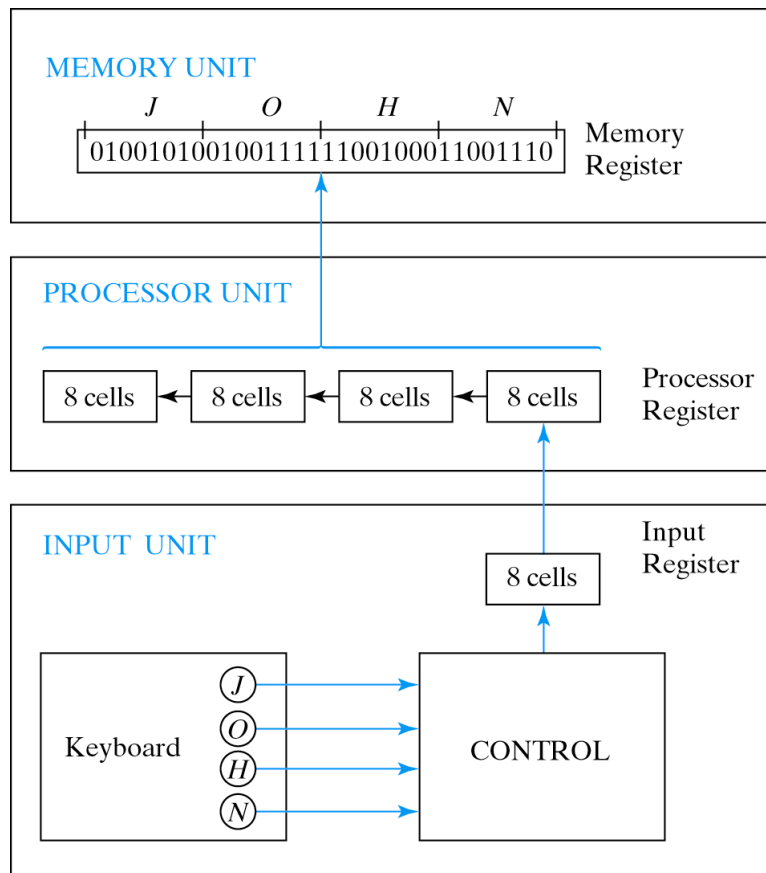 MEMORY UNIT
J O H N
01001010010011111100100011001110
Memory
Register
PROCESSOR UNIT
8 cells 8 cells 8 cells 8 cells
Processor
Register
INPUT UNIT
Input
Register
8 cells
J
O
Keyboard
CONTROL
H
N